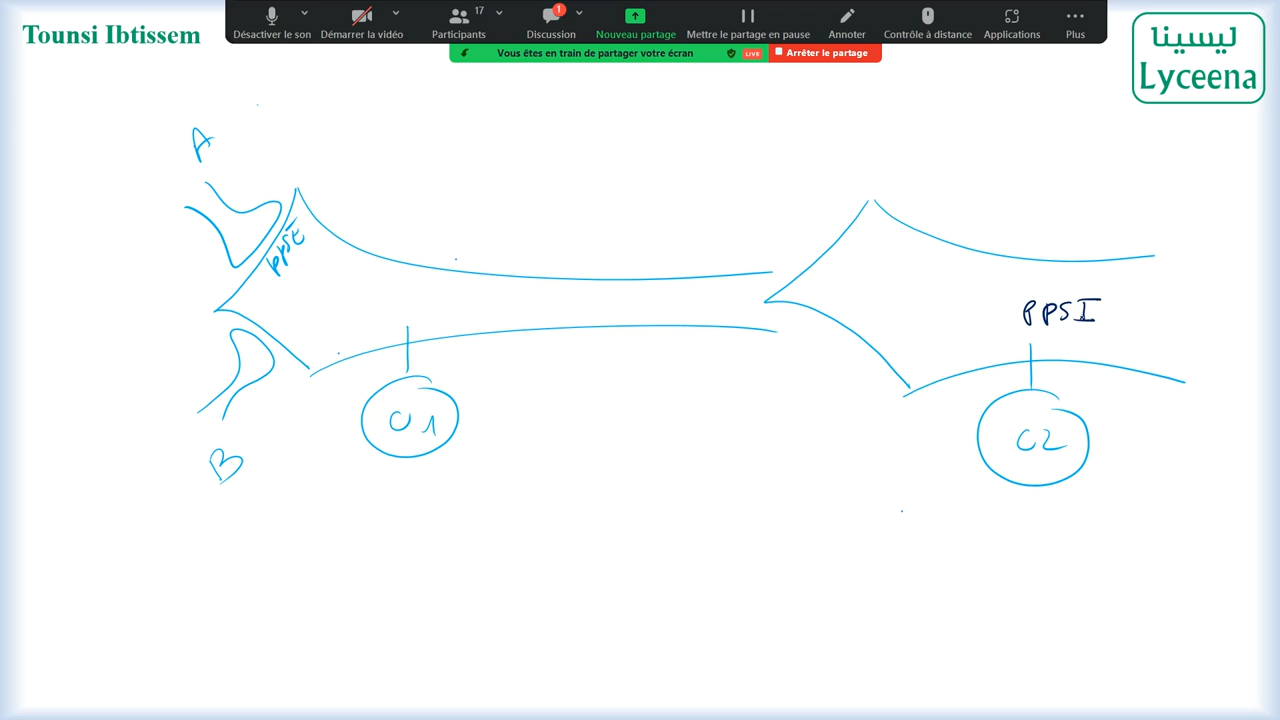 Tounsi Ibtissem
17
1
Désactiver le son
Démarrer la vidéo
Participants
Discussion
Nouveau partage
Mettre le partage en pause
Annoter
Contrôle à distance
Applications
Plus
Vous êtes en train de partager votre écran
LIVE
Arrêter le partage
ليسينا
Lyceena
A
PPSE
PPSI
O1
O2
B